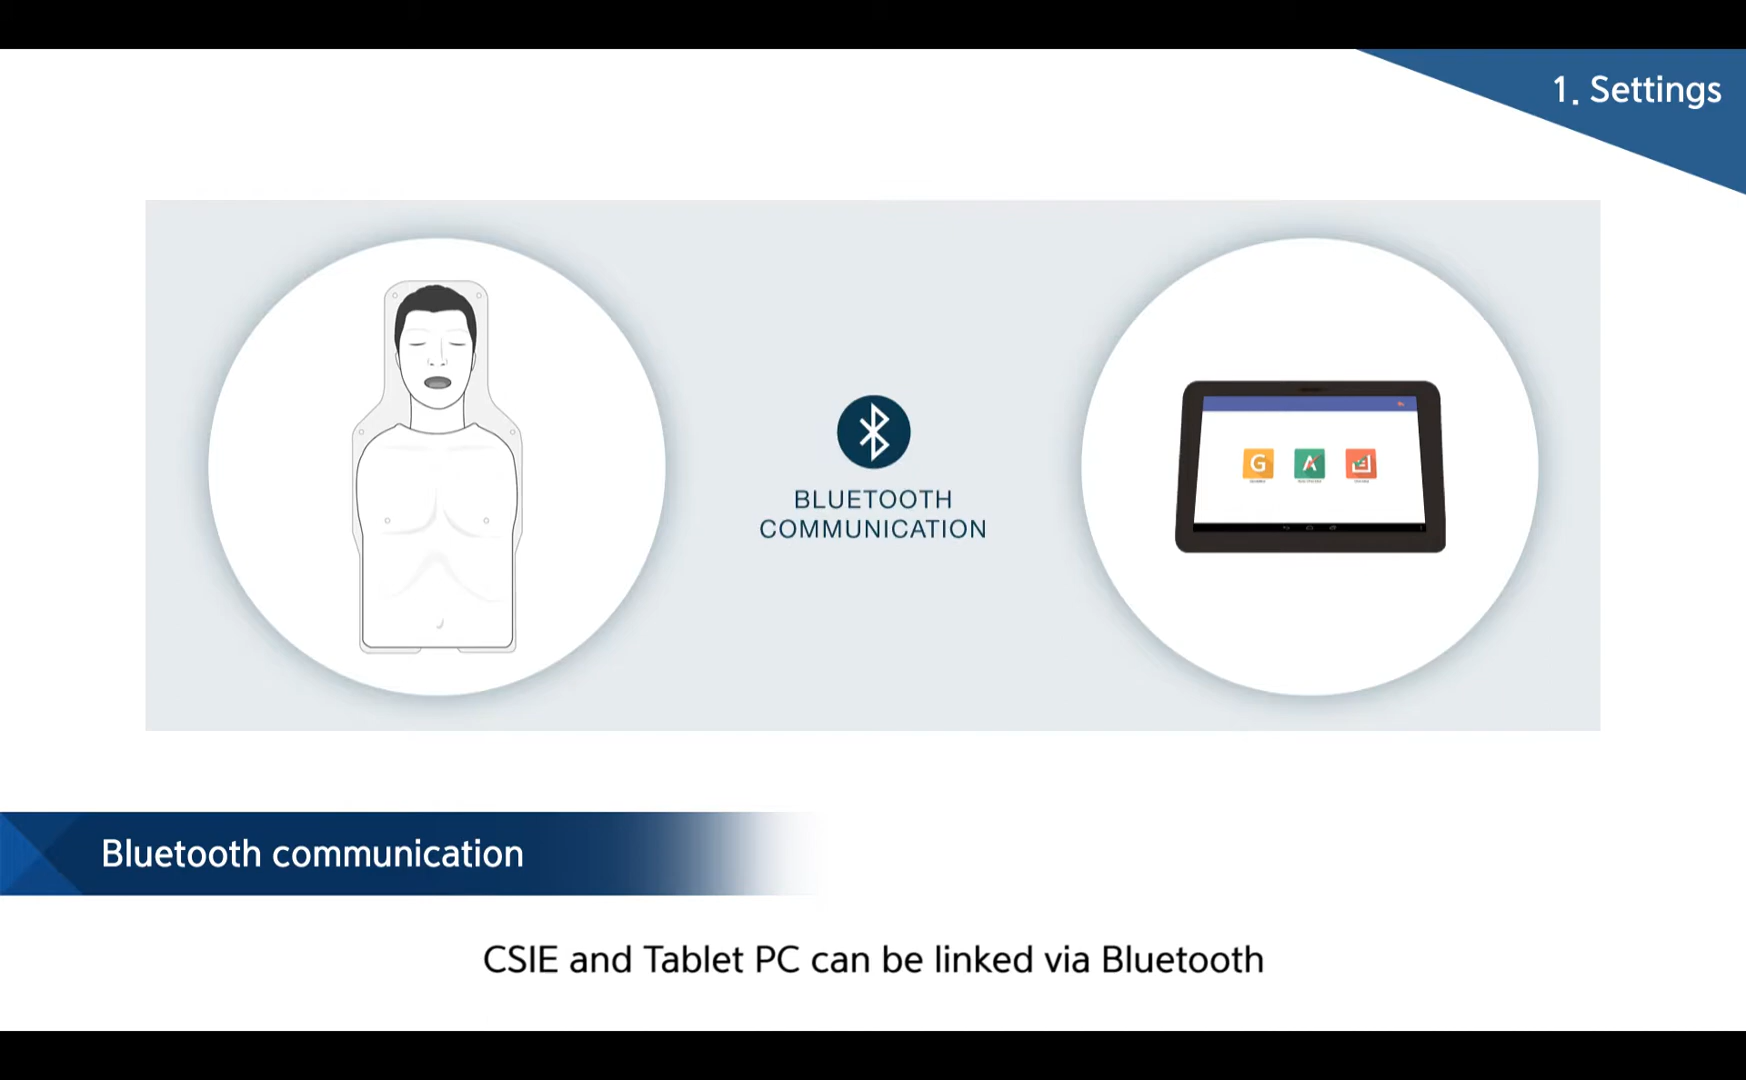 1. Settings
BLUETOOTH
COMMUNICATION
G A
Bluetooth communication
CSIE and Tablet PC can be linked via Bluetooth